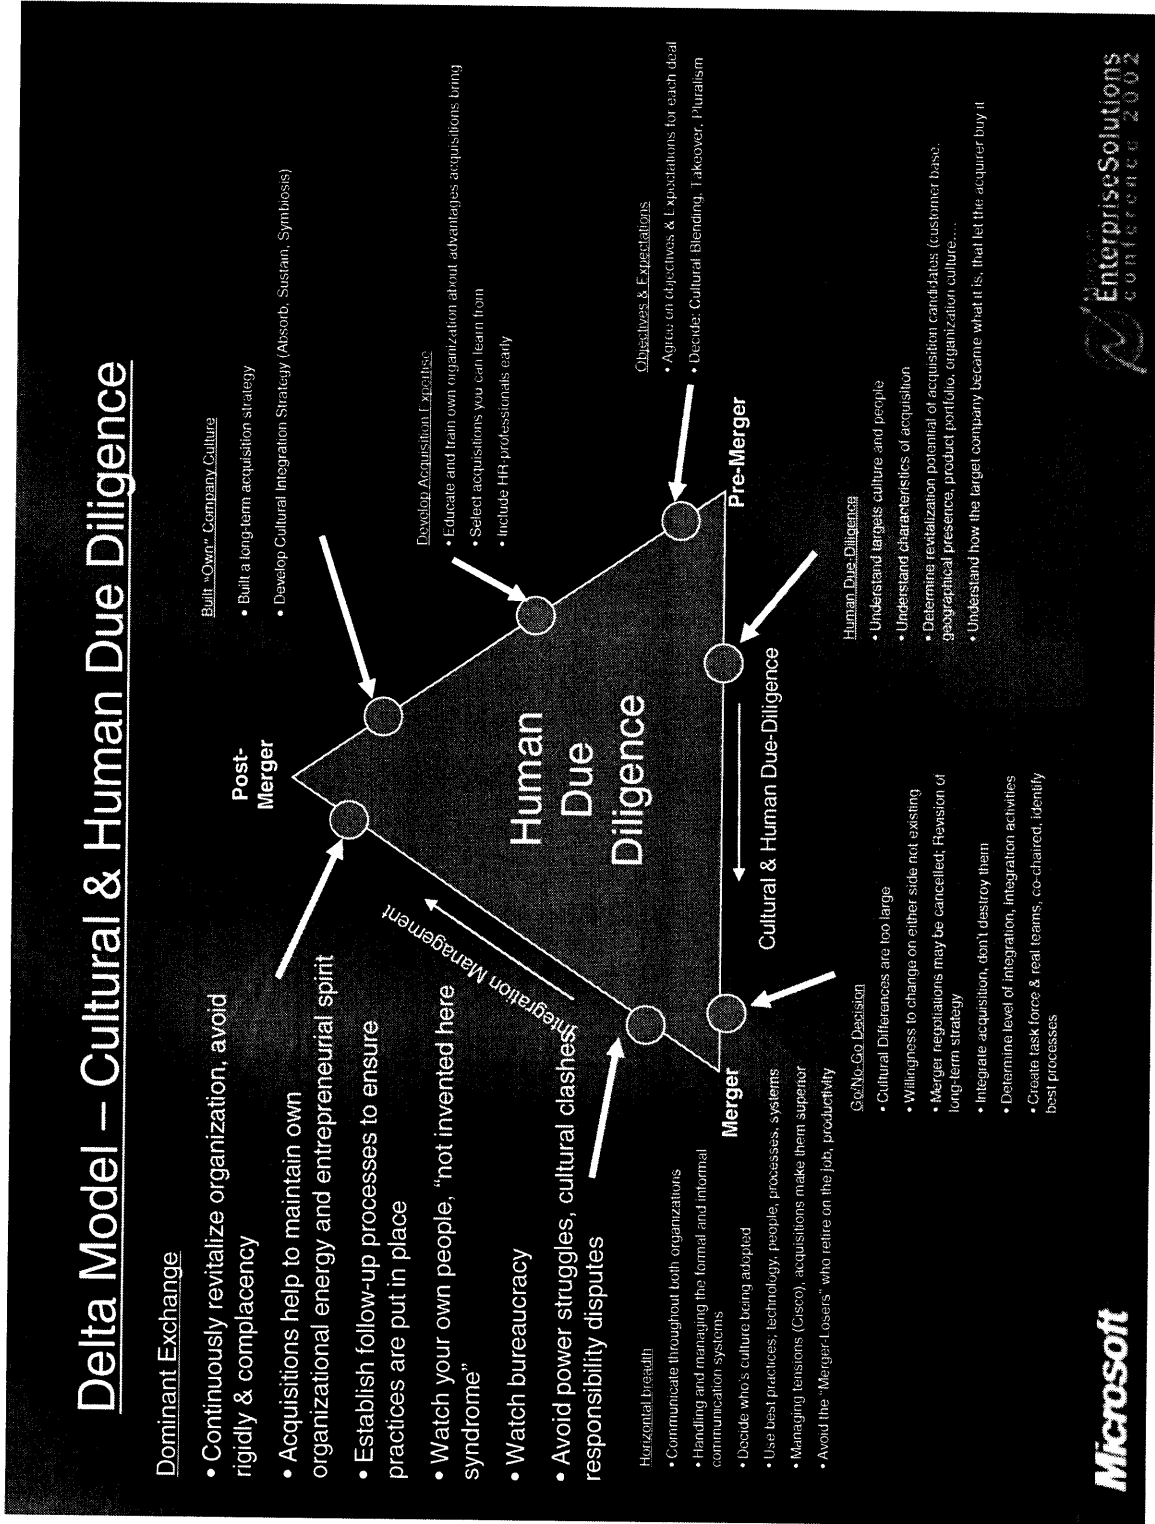 Delta Model – Cultural & Human Due Diligence
Dominant Exchange
• Continuously revitalize organization, avoid
rigidly & complacency
• Acquisitions help to maintain own
organizational energy and entrepreneurial spirit
• Establish follow-up processes to ensure
practices are put in place
• Watch your own people, "not invented here
syndrome"
• Watch bureaucracy
• Avoid power struggles, cultural clashes
responsibility disputes
Horizontal breadth
• Communicate throughout both organizations
• Handling and managing the formal and informal
communication systems
• Decide who's culture being adopted
• Use best practices; technology, people, processes, systems
• Managing tensions (Cisco), acquisitions make them superior
• Avoid the "Merger-Losers" who retire on the job, productivity
Post-
Merger
Integration Management
Human
Due
Diligence
Merger
Cultural & Human Due-Diligence
Pre-Merger
Built "Own" Company Culture
• Built a long-term acquisition strategy
• Develop Cultural Integration Strategy (Absorb, Sustain, Symbiosis)
Develop Acquisition Expertise
• Educate and train own organization about advantages acquisitions bring
• Select acquisitions you can learn from
• Include HR-professionals early
Objectives & Expectations
• Agree on objectives & Expectations for each deal
• Decide: Cultural Blending, Takeover, Pluralism
Go/No-Go Decision
• Cultural Differences are too large
• Willingness to change on either side not existing
• Merger negotiations may be cancelled; Revision of
long-term strategy
• Integrate acquisition, don't destroy them
• Determine level of integration, integration activities
• Create task force & real teams, co-chaired, identify
best processes
Human Due-Diligence
• Understand targets culture and people
• Understand characteristics of acquisition
• Determine revitalization potential of acquisition candidates (customer base,
geographical presence, product portfolio, organization culture....
• Understand how the target company became what it is, that let the acquirer buy it
Microsoft
EnterpriseSolutions
conference 2002